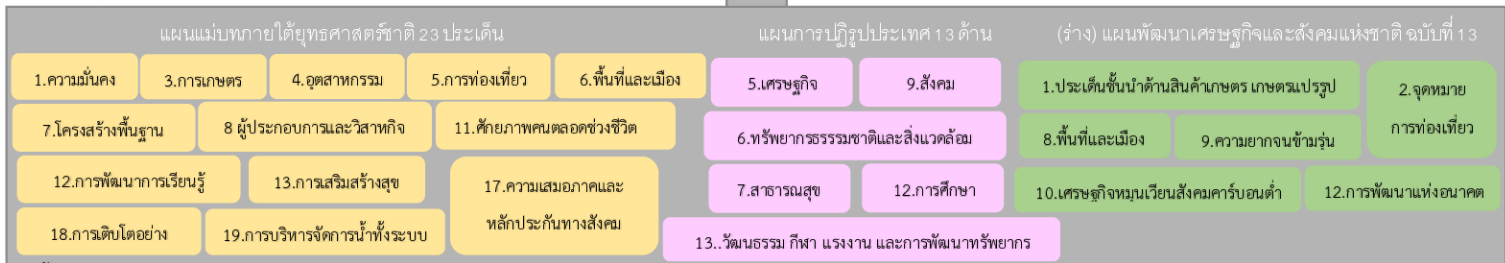 แผนแม่บทภายใต้ยุทธศาสตร์ชาติ 23 ประเด็น
1.ความมั่นคง
3.การเกษตร
4.อุตสาหกรรม
5.การท่องเที่ยว
6.พื้นที่และเมือง
7.โครงสร้างพื้นฐาน
8 ผู้ประกอบการและวิสาหกิจ
11.ศักยภาพคนตลอดช่วงชีวิต
12.การพัฒนาการเรียนรู้
13.การเสริมสร้างสุข
17.ความเสมอภาคและ
หลักประกันทางสังคม
18.การเติบโตอย่าง
19.การบริหารจัดการน้ำทั้งระบบ
แผนการปฏิรูปประเทศ 13 ด้าน
5.เศรษฐกิจ
9.สังคม
6.ทรัพยากรธรรรมชาติและสิ่งแวดล้อม
7.สาธารณสุข
12.การศึกษา
13..วัฒนธรรม กีฬา แรงงาน และการพัฒนาทรัพยากร
(ร่าง) แผนพัฒนาเศรษฐกิจและสังคมแห่งชาติ ฉบับที่ 13
1.ประเด็นชั้นนำด้านสินค้าเกษตร เกษตรแปรรูป
2.จุดหมาย
การท่องเที่ยว
8.พื้นที่และเมือง
9.ความยากจนข้ามรุ่น
10.เศรษฐกิจหมุนเวียนสังคมคาร์บอนต่ำ
12.การพัฒนาแห่งอนาคต